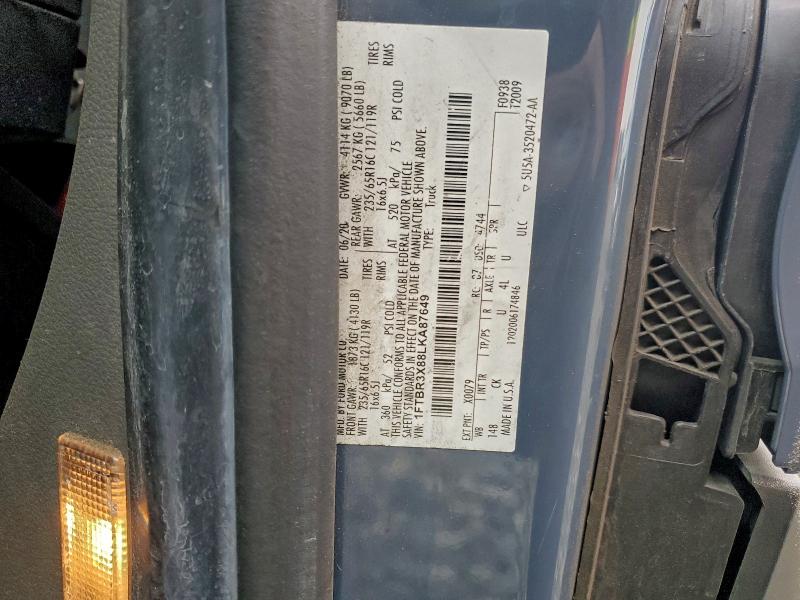 MFD. BY FORD MOTOR CO.
DATE: 06/20 GVWR: 4114 KG ( 9070 LB)
FRONT GAWR: 1873 KG (4130 LB) REAR GAWR: 2567 KG ( 5660 LB)
WITH 235/65R16C 121/119R 235/65R16C 121/119R TIRES
16x6.5J RIMS WITH 16x6.5J RIMS
AT 360 kPa/ 52 PSI COLD AT 520 kPa/ 75 PSI COLD
THIS VEHICLE CONFORMS TO ALL APPLICABLE FEDERAL MOTOR VEHICLE
SAFETY STANDARDS IN EFFECT ON THE DATE OF MANUFACTURE SHOWN ABOVE.
VIN: 1FTBR3X88LKA87649
TYPE: Truck
F0938
T2009
EXT PNT: X0079 RC: 07 DSO: 4744
WB INT TR TP/PS R AXLE TR SPR
148 CK U 4L U ULC
MADE IN U.S.A. 1202006174846
▽ 5U5A-3520472-AA